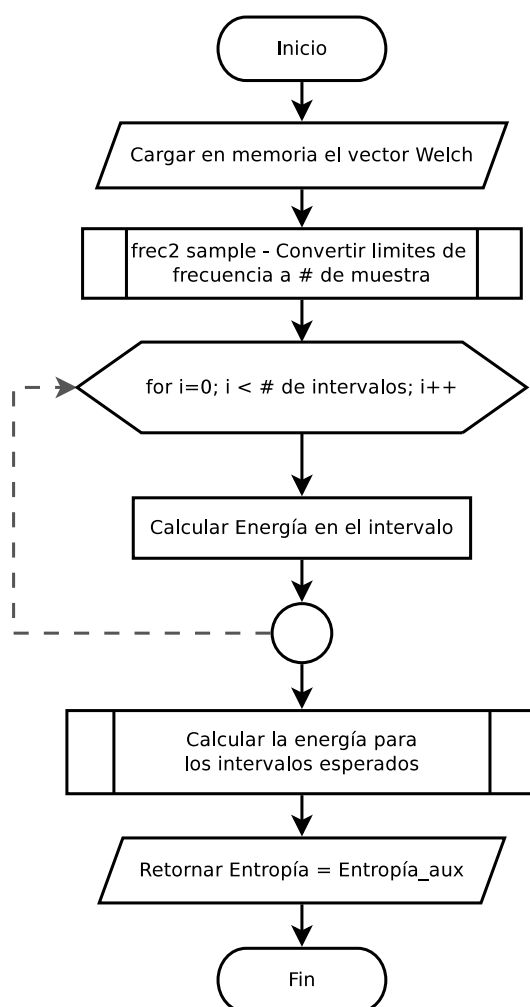 Inicio
Cargar en memoria el vector Welch
frec2 sample - Convertir limites de
frecuencia a # de muestra
for i=0; i < # de intervalos; i++
Calcular Energía en el intervalo
Calcular la energía para
los intervalos esperados
Retornar Entropía = Entropía_aux
Fin